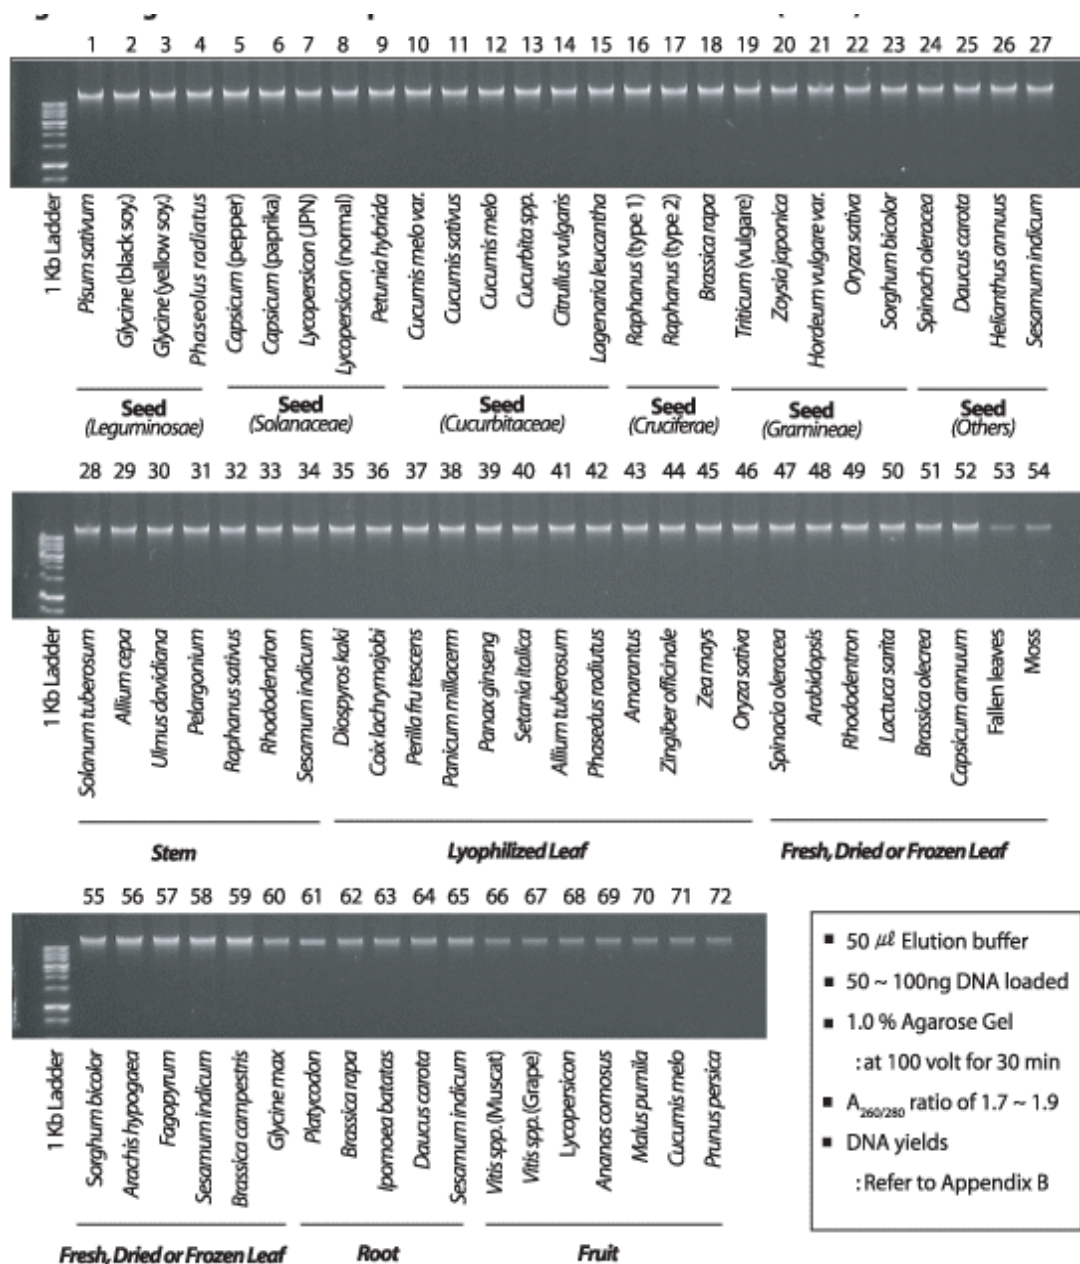 1 2 3 4 5 6 7 8 9 10 11 12 13 14 15 16 17 18 19 20 21 22 23 24 25 26 27
1 Kb Ladder
Pisum sativum
Glycine (black soy.)
Glycine (yellow soy.)
Phaseolus radiatus
Capsicum (pepper)
Capsicum (paprika)
Lycopersicon (JPN)
Lycopersicon (normal)
Petunia hybrida
Cucumis melo var.
Cucumis sativus
Cucumis melo
Cucurbita spp.
Citrullus vulgaris
Lagenaria leucantha
Raphanus (type 1)
Raphanus (type 2)
Brassica rapa
Triticum (vulgare)
Zoysia japonica
Hordeum vulgare var.
Oryza sativa
Sorghum bicolor
Spinach oleracea
Daucus carota
Helianthus annuus
Sesamum indicum
Seed Seed Seed Seed Seed Seed
(Leguminosae) (Solanaceae) (Cucurbitaceae) (Cruciferae) (Gramineae) (Others)
28 29 30 31 32 33 34 35 36 37 38 39 40 41 42 43 44 45 46 47 48 49 50 51 52 53 54
1 Kb Ladder
Solanum tuberosum
Allium cepa
Ulmus davidiana
Pelargonium
Raphanus sativus
Rhododendron
Sesamum indicum
Diospyros kaki
Coix lachrymajobi
Perilla fru tescens
Panicum millacerm
Panax ginseng
Setania italica
Allium tuberosum
Phasedus radiutus
Amarantus
Zingiber officinale
Zea mays
Oryza sativa
Spinacia oleracea
Arabidopsis
Rhododentron
Lactuca sarita
Brassica olecrea
Capsicum annuum
Fallen leaves
Moss
Stem Lyophilized Leaf Fresh, Dried or Frozen Leaf
55 56 57 58 59 60 61 62 63 64 65 66 67 68 69 70 71 72
1 Kb Ladder
Sorghum bicolor
Arachis hypogaea
Fagopyrum
Sesamum indicum
Brassica campestris
Glycine max
Platycodon
Brassica rapa
Ipomoea batatas
Daucus carota
Sesamum indicum
Vitis spp. (Muscat)
Vitis spp. (Grape)
Lycopersicon
Ananas comosus
Malus pumila
Cucumis melo
Prunus persica
Fresh, Dried or Frozen Leaf Root Fruit
■ 50 μℓ Elution buffer
■ 50 ~ 100ng DNA loaded
■ 1.0 % Agarose Gel
: at 100 volt for 30 min
■ A260/280 ratio of 1.7 ~ 1.9
■ DNA yields
: Refer to Appendix B